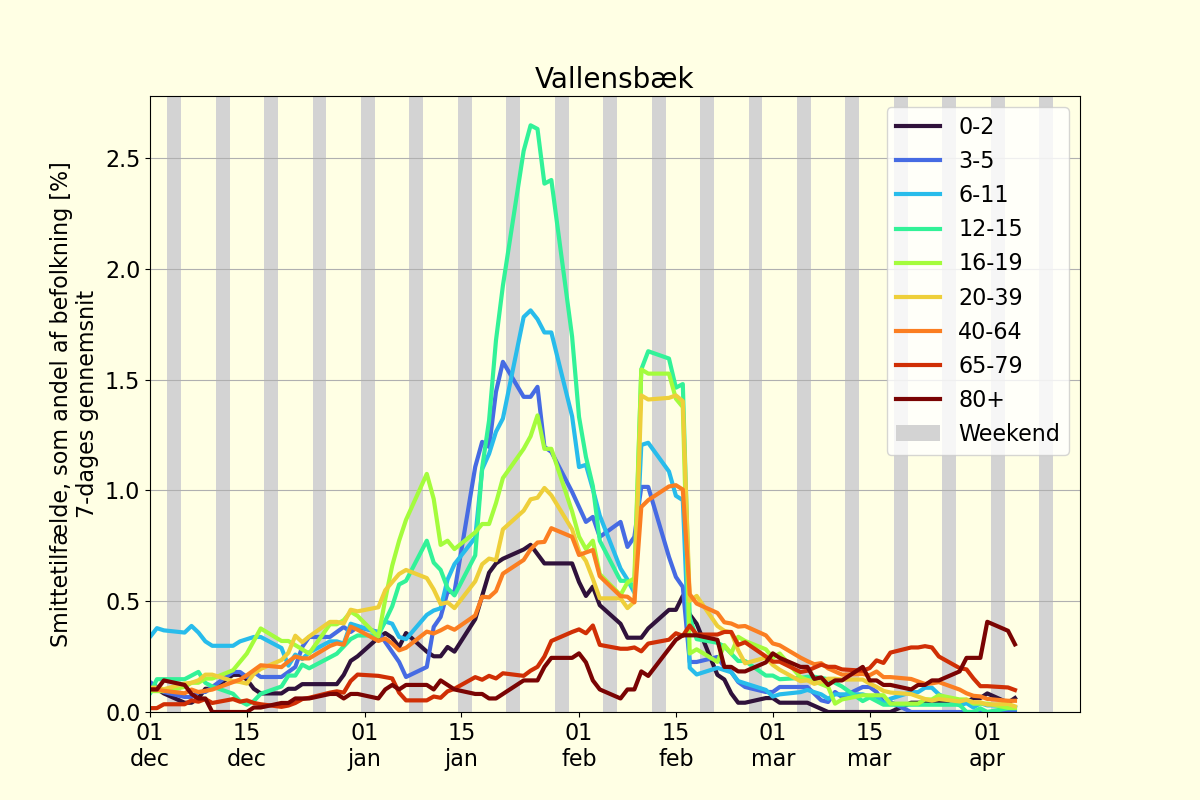 Vallensbæk
Smittetilfælde, som andel af befolkning [%]
7-dages gennemsnit
2.5
2.0
1.5
1.0
0.5
0.0
0-2
3-5
6-11
12-15
16-19
20-39
40-64
65-79
80+
Weekend
01 15 01 15 01 15 01 15 01
dec dec jan jan feb feb mar mar apr